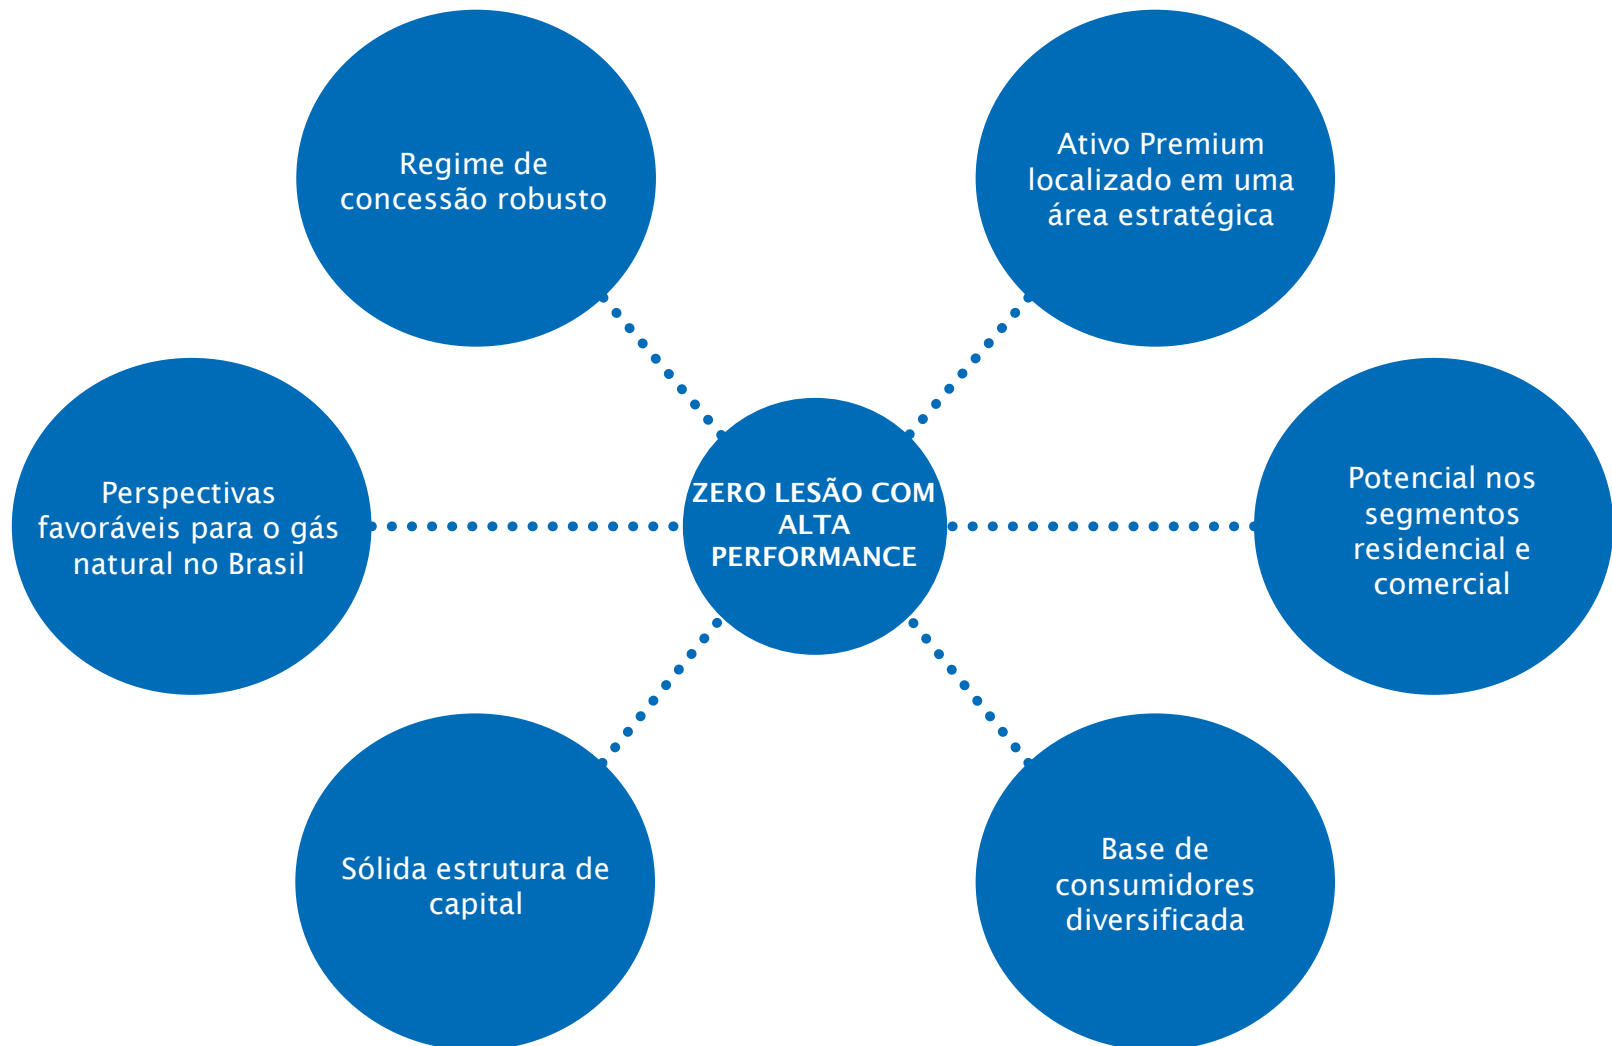 Regime de
concessão robusto
Ativo Premium
localizado em uma
área estratégica
Perspectivas
favoráveis para o gás
natural no Brasil
ZERO LESÃO COM
ALTA
PERFORMANCE
Potencial nos
segmentos
residencial e
comercial
Sólida estrutura de
capital
Base de
consumidores
diversificada